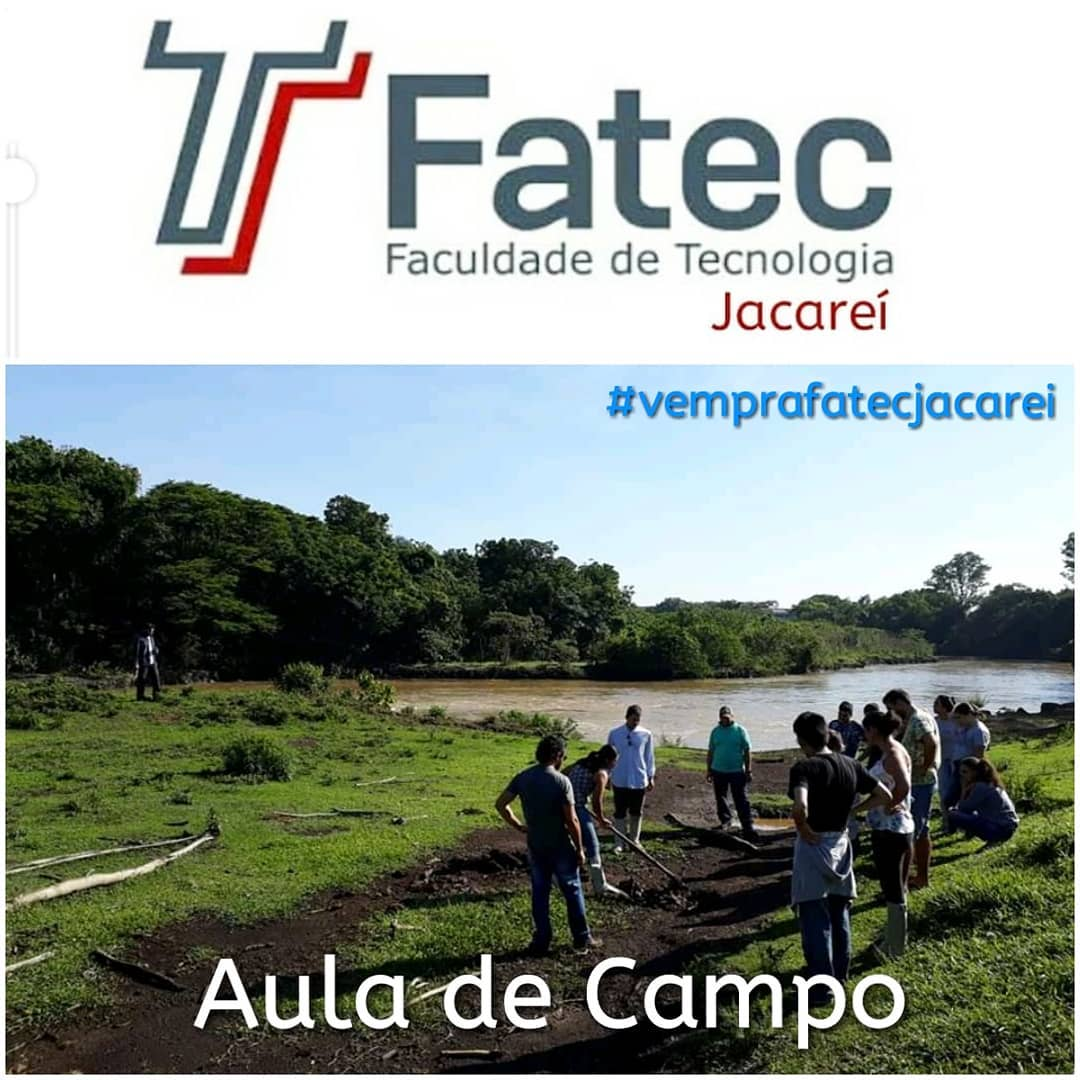 Fatec
Faculdade de Tecnologia
Jacareí
#vemprafatecjacarei
Aula de Campo